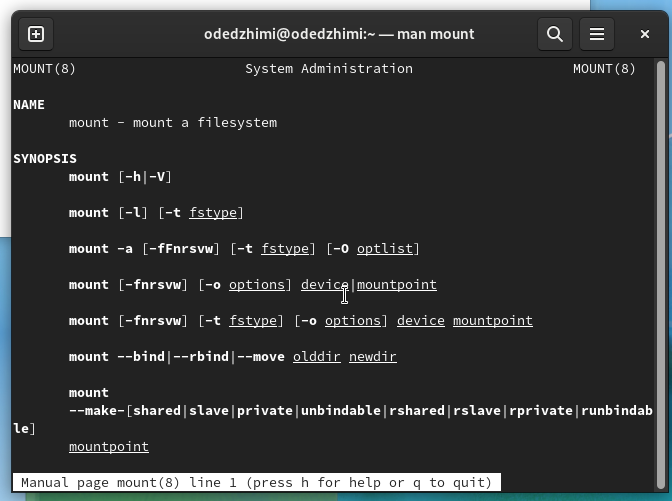 odedzhimi@odedzhimi:~ — man mount
MOUNT(8) System Administration MOUNT(8)
NAME
mount - mount a filesystem
SYNOPSIS
mount [-h|-V]
mount [-l] [-t fstype]
mount -a [-fFnrsvw] [-t fstype] [-O optlist]
mount [-fnrsvw] [-o options] device|mountpoint
mount [-fnrsvw] [-t fstype] [-o options] device mountpoint
mount --bind|--rbind|--move olddir newdir
mount
--make-[shared|slave|private|unbindable|rshared|rslave|rprivate|runbindab
le]
mountpoint
Manual page mount(8) line 1 (press h for help or q to quit)